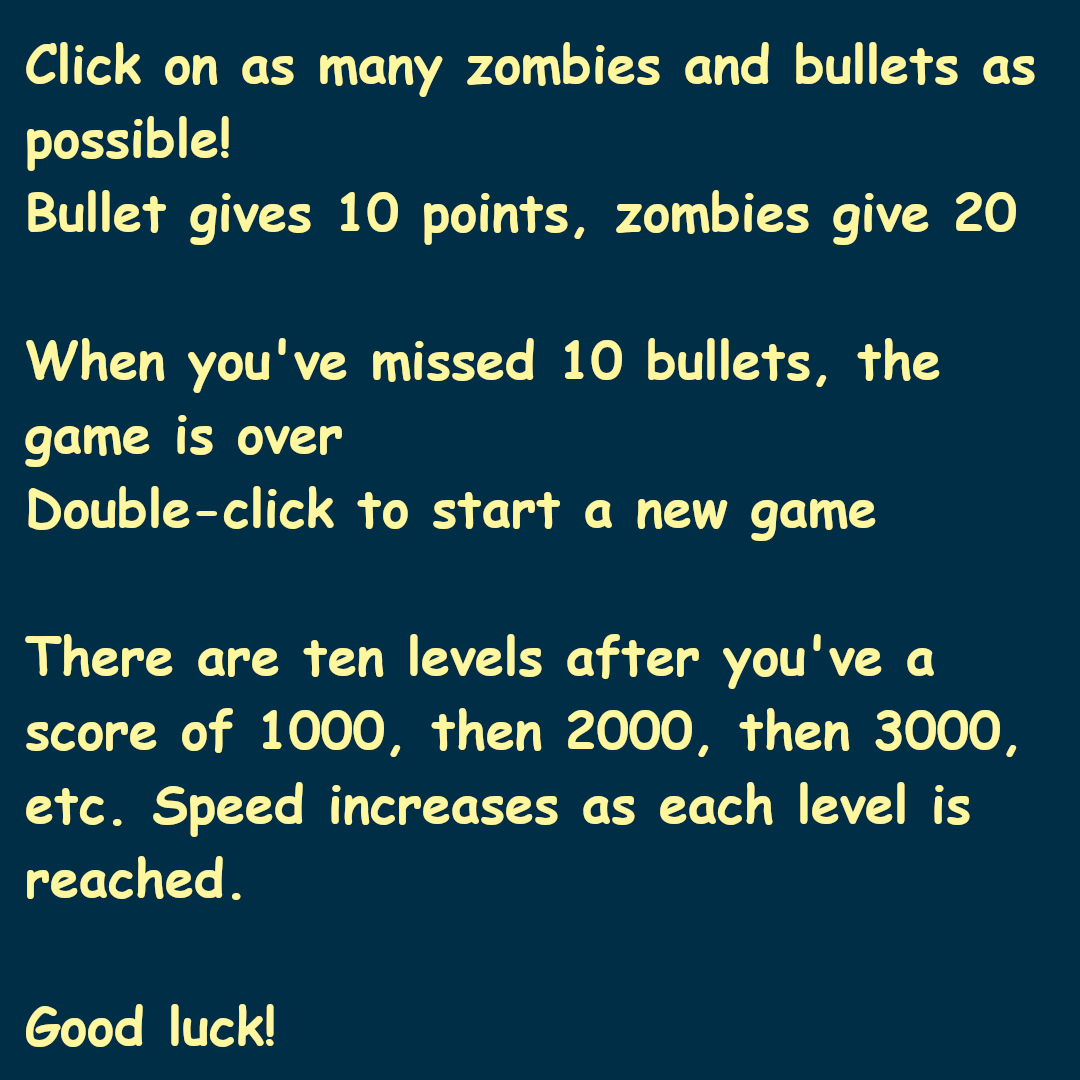 Click on as many zombies and bullets as
possible!
Bullet gives 10 points, zombies give 20
When you've missed 10 bullets, the
game is over
Double-click to start a new game
There are ten levels after you've a
score of 1000, then 2000, then 3000,
etc. Speed increases as each level is
reached.
Good luck!